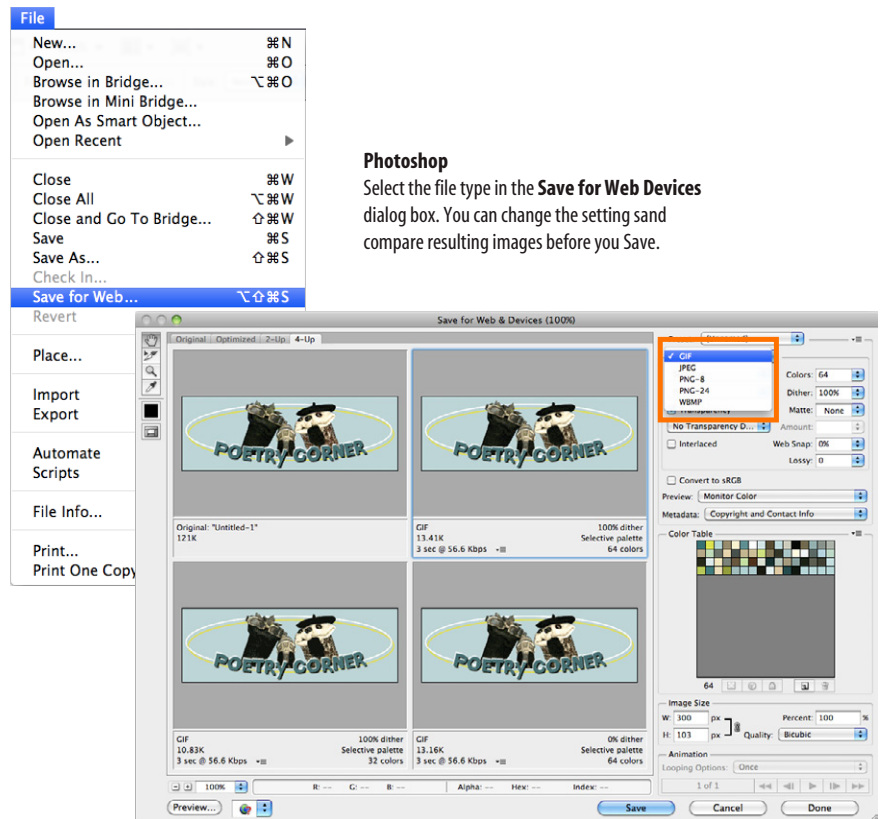 File
New... ⌘N
Open... ⌘O
Browse in Bridge... ⌥⌘O
Browse in Mini Bridge...
Open As Smart Object...
Open Recent ▶
Close ⌘W
Close All ⌥⌘W
Close and Go To Bridge... ⇧⌘W
Save ⌘S
Save As... ⇧⌘S
Check In...
Save for Web... ⌥⇧⌘S
Revert
Place...
Import
Export
Automate
Scripts
File Info...
Print...
Print One Copy
Photoshop
Select the file type in the Save for Web Devices
dialog box. You can change the setting sand
compare resulting images before you Save.
Save for Web & Devices (100%)
Original Optimized 2-Up 4-Up
POETRY CORNER
Original: "Untitled-1"
121K
POETRY CORNER
GIF 100% dither
13.41K Selective palette
3 sec @ 56.6 Kbps 64 colors
POETRY CORNER
GIF 100% dither
10.83K Selective palette
3 sec @ 56.6 Kbps 32 colors
POETRY CORNER
GIF 0% dither
13.16K Selective palette
3 sec @ 56.6 Kbps 64 colors
✓ GIF
JPEG
PNG-8
PNG-24
WBMP
Colors: 64
Dither: 100%
Transparency Matte: None
No Transparency D... Amount:
Interlaced Web Snap: 0%
Lossy: 0
Convert to sRGB
Preview: Monitor Color
Metadata: Copyright and Contact Info
Color Table
64
Image Size
W: 300 px Percent: 100 %
H: 103 px Quality: Bicubic
Animation
Looping Options: Once
1 of 1
100% R: -- G: -- B: -- Alpha: -- Hex: -- Index: --
Preview... Save Cancel Done